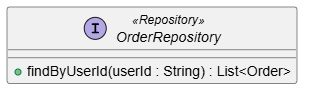 I
«Repository»
OrderRepository
findByUserId(userId : String) : List<Order>